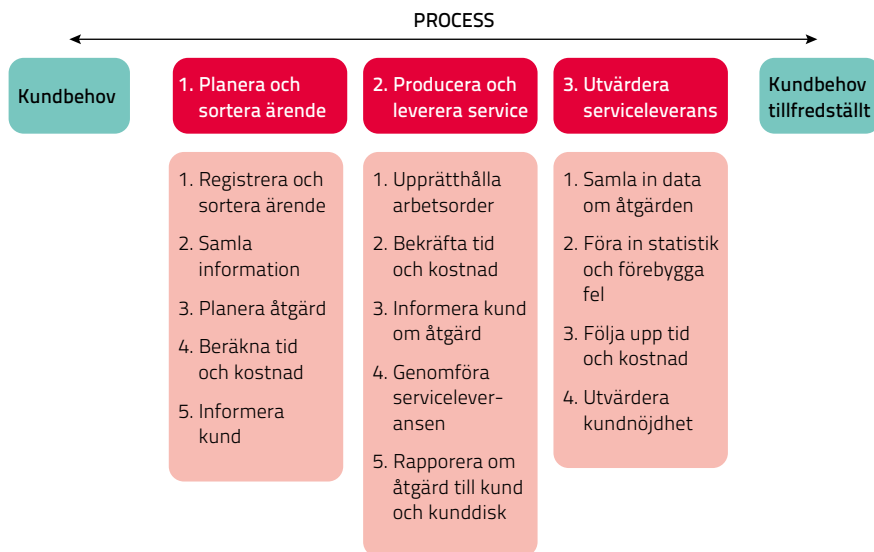 PROCESS
Kundbehov
1. Planera och
sortera ärende
2. Producera och
leverera service
3. Utvärdera
serviceleverans
Kundbehov
tillfredställt
1. Registrera och
sortera ärende
2. Samla
information
3. Planera åtgärd
4. Beräkna tid
och kostnad
5. Informera
kund
1. Upprätthålla
arbetsorder
2. Bekräfta tid
och kostnad
3. Informera kund
om åtgärd
4. Genomföra
servicelever-
ansen
5. Rapporera om
åtgärd till kund
och kunddisk
1. Samla in data
om åtgärden
2. Föra in statistik
och förebygga
fel
3. Följa upp tid
och kostnad
4. Utvärdera
kundnöjdhet